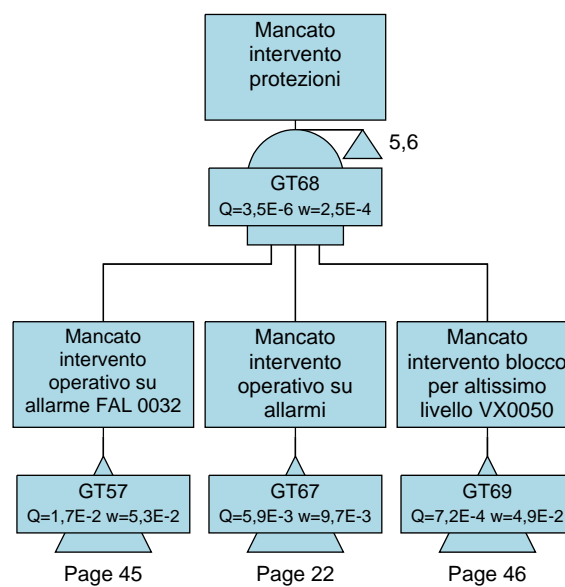 Mancato
intervento
protezioni
5,6
GT68
Q=3,5E-6 w=2,5E-4
Mancato
intervento
operativo su
allarme FAL 0032
Mancato
intervento
operativo su
allarmi
Mancato
intervento blocco
per altissimo
livello VX0050
GT57
Q=1,7E-2 w=5,3E-2
GT67
Q=5,9E-3 w=9,7E-3
GT69
Q=7,2E-4 w=4,9E-2
Page 45
Page 22
Page 46